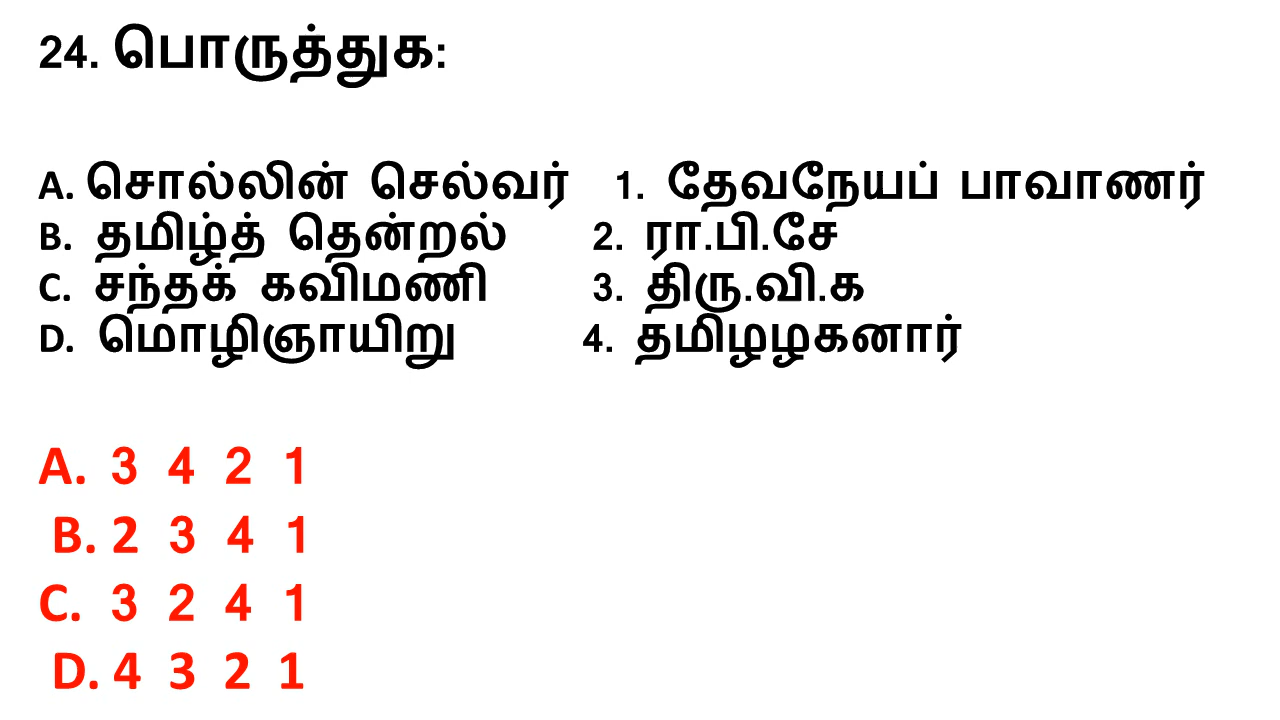 24. பொருத்துக:
A. சொல்லின் செல்வர் 1. தேவநேயப் பாவாணர்
B. தமிழ்த் தென்றல் 2. ரா.பி.சே
C. சந்தக் கவிமணி 3. திரு.வி.க
D. மொழிஞாயிறு 4. தமிழழகனார்
A. 3 4 2 1
B. 2 3 4 1
C. 3 2 4 1
D. 4 3 2 1